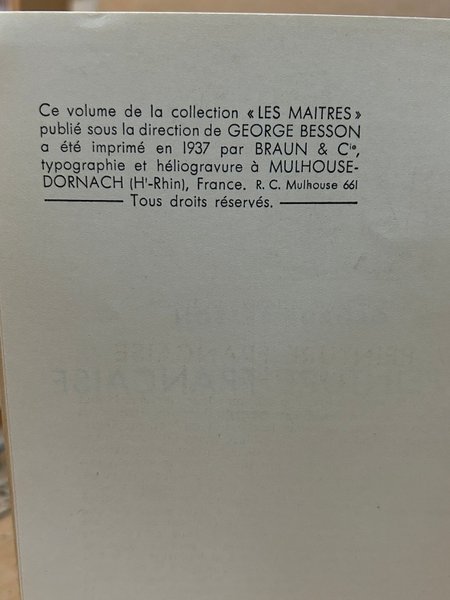 Ce volume de la collection « LES MAITRES »
publié sous la direction de GEORGE BESSON
a été imprimé en 1937 par BRAUN & Cie,
typographie et héliogravure à MULHOUSE-
DORNACH (Ht-Rhin), France. R. C. Mulhouse 661
Tous droits réservés.